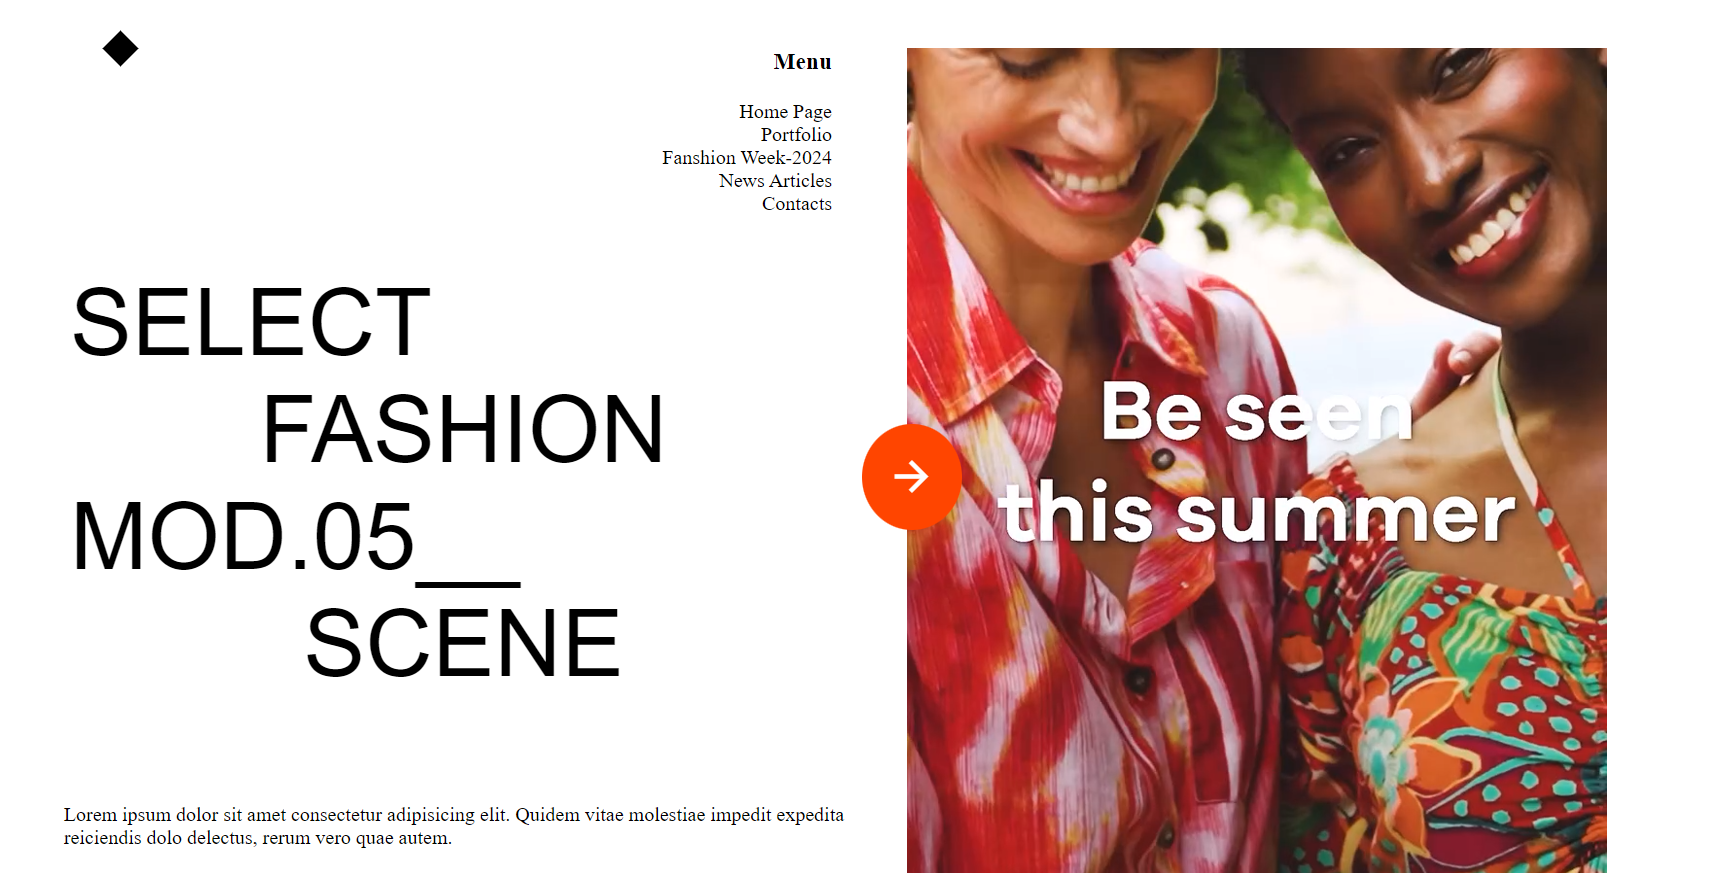 Menu
Home Page
Portfolio
Fanshion Week-2024
News Articles
Contacts
SELECT
FASHION
MOD.05__
SCENE
Lorem ipsum dolor sit amet consectetur adipisicing elit. Quidem vitae molestiae impedit expedita
reiciendis dolo delectus, rerum vero quae autem.
Be seen
this summer